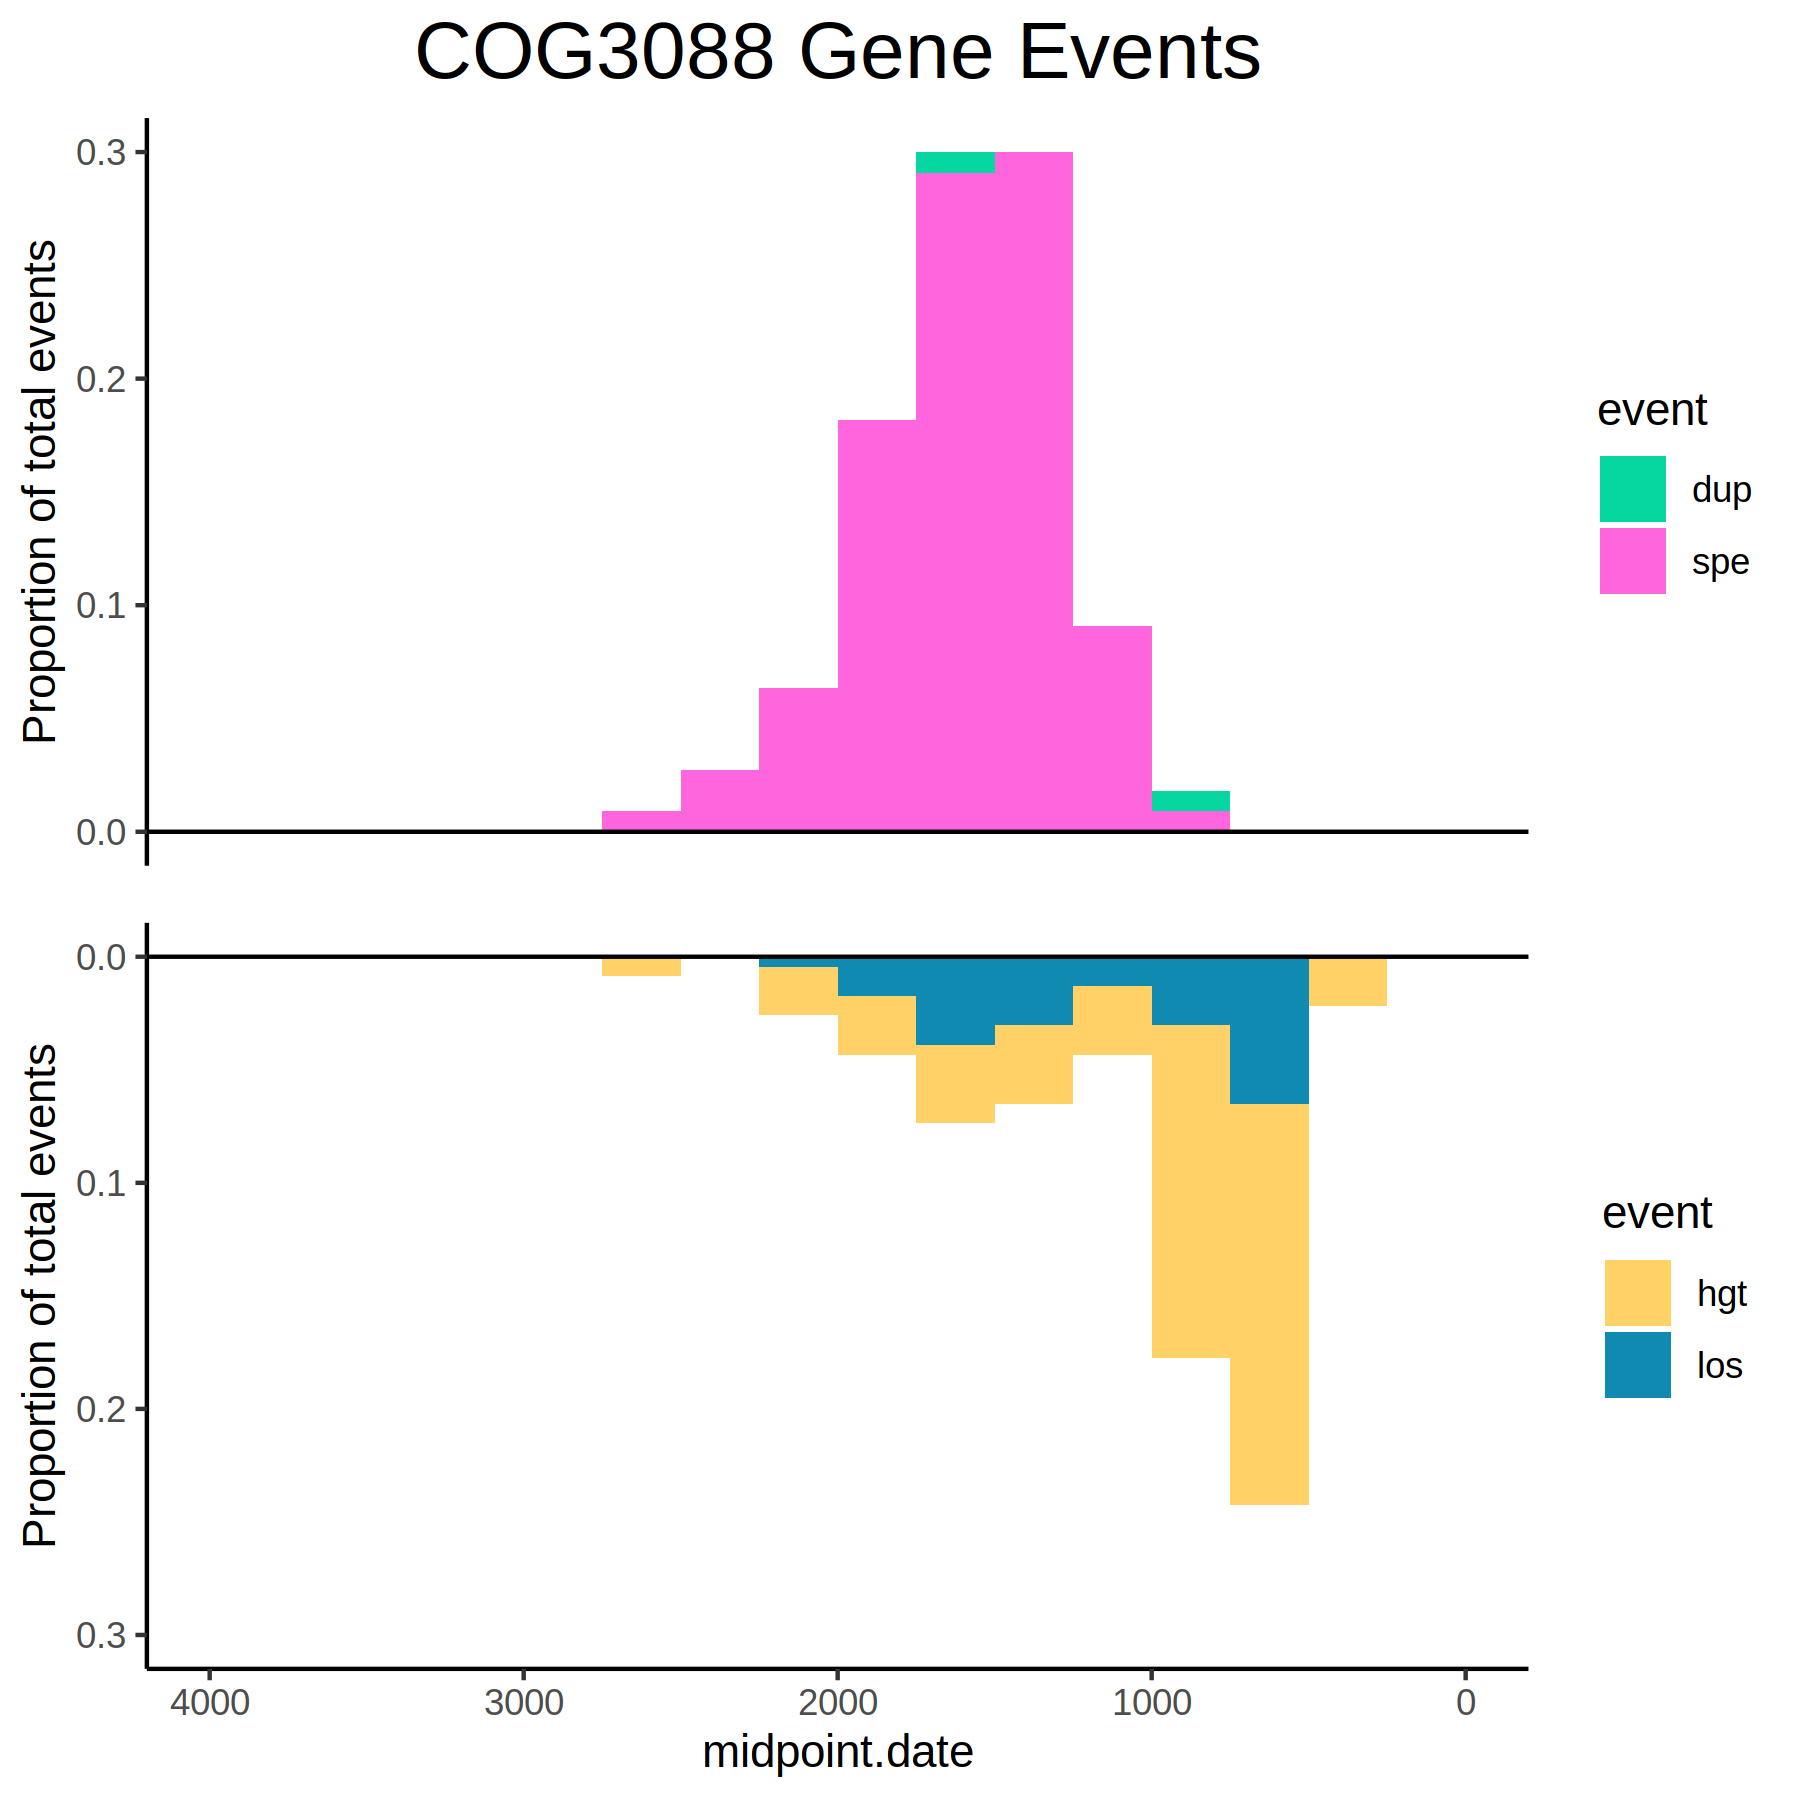 COG3088 Gene Events
Proportion of total events
0.3
0.2
0.1
0.0
event
dup
spe
Proportion of total events
0.0
0.1
0.2
0.3
event
hgt
los
4000 3000 2000 1000 0
midpoint.date